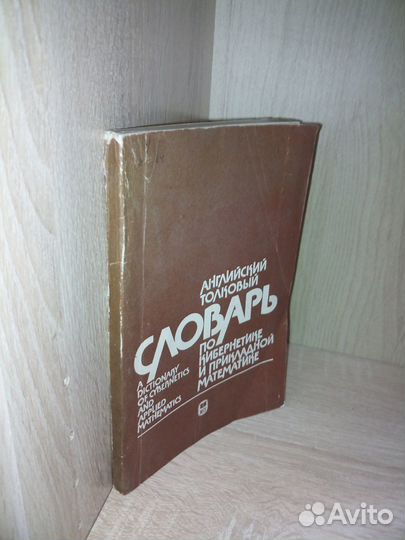 АНГЛИЙСКИЙ
ТОЛКОВЫЙ
СЛОВАРЬ
ПО
КИБЕРНЕТИКЕ
И ПРИКЛАДНОЙ
МАТЕМАТИКЕ
A
DICTIONARY
OF CYBERNETICS
AND
APPLIED
MATHEMATICS
Avito